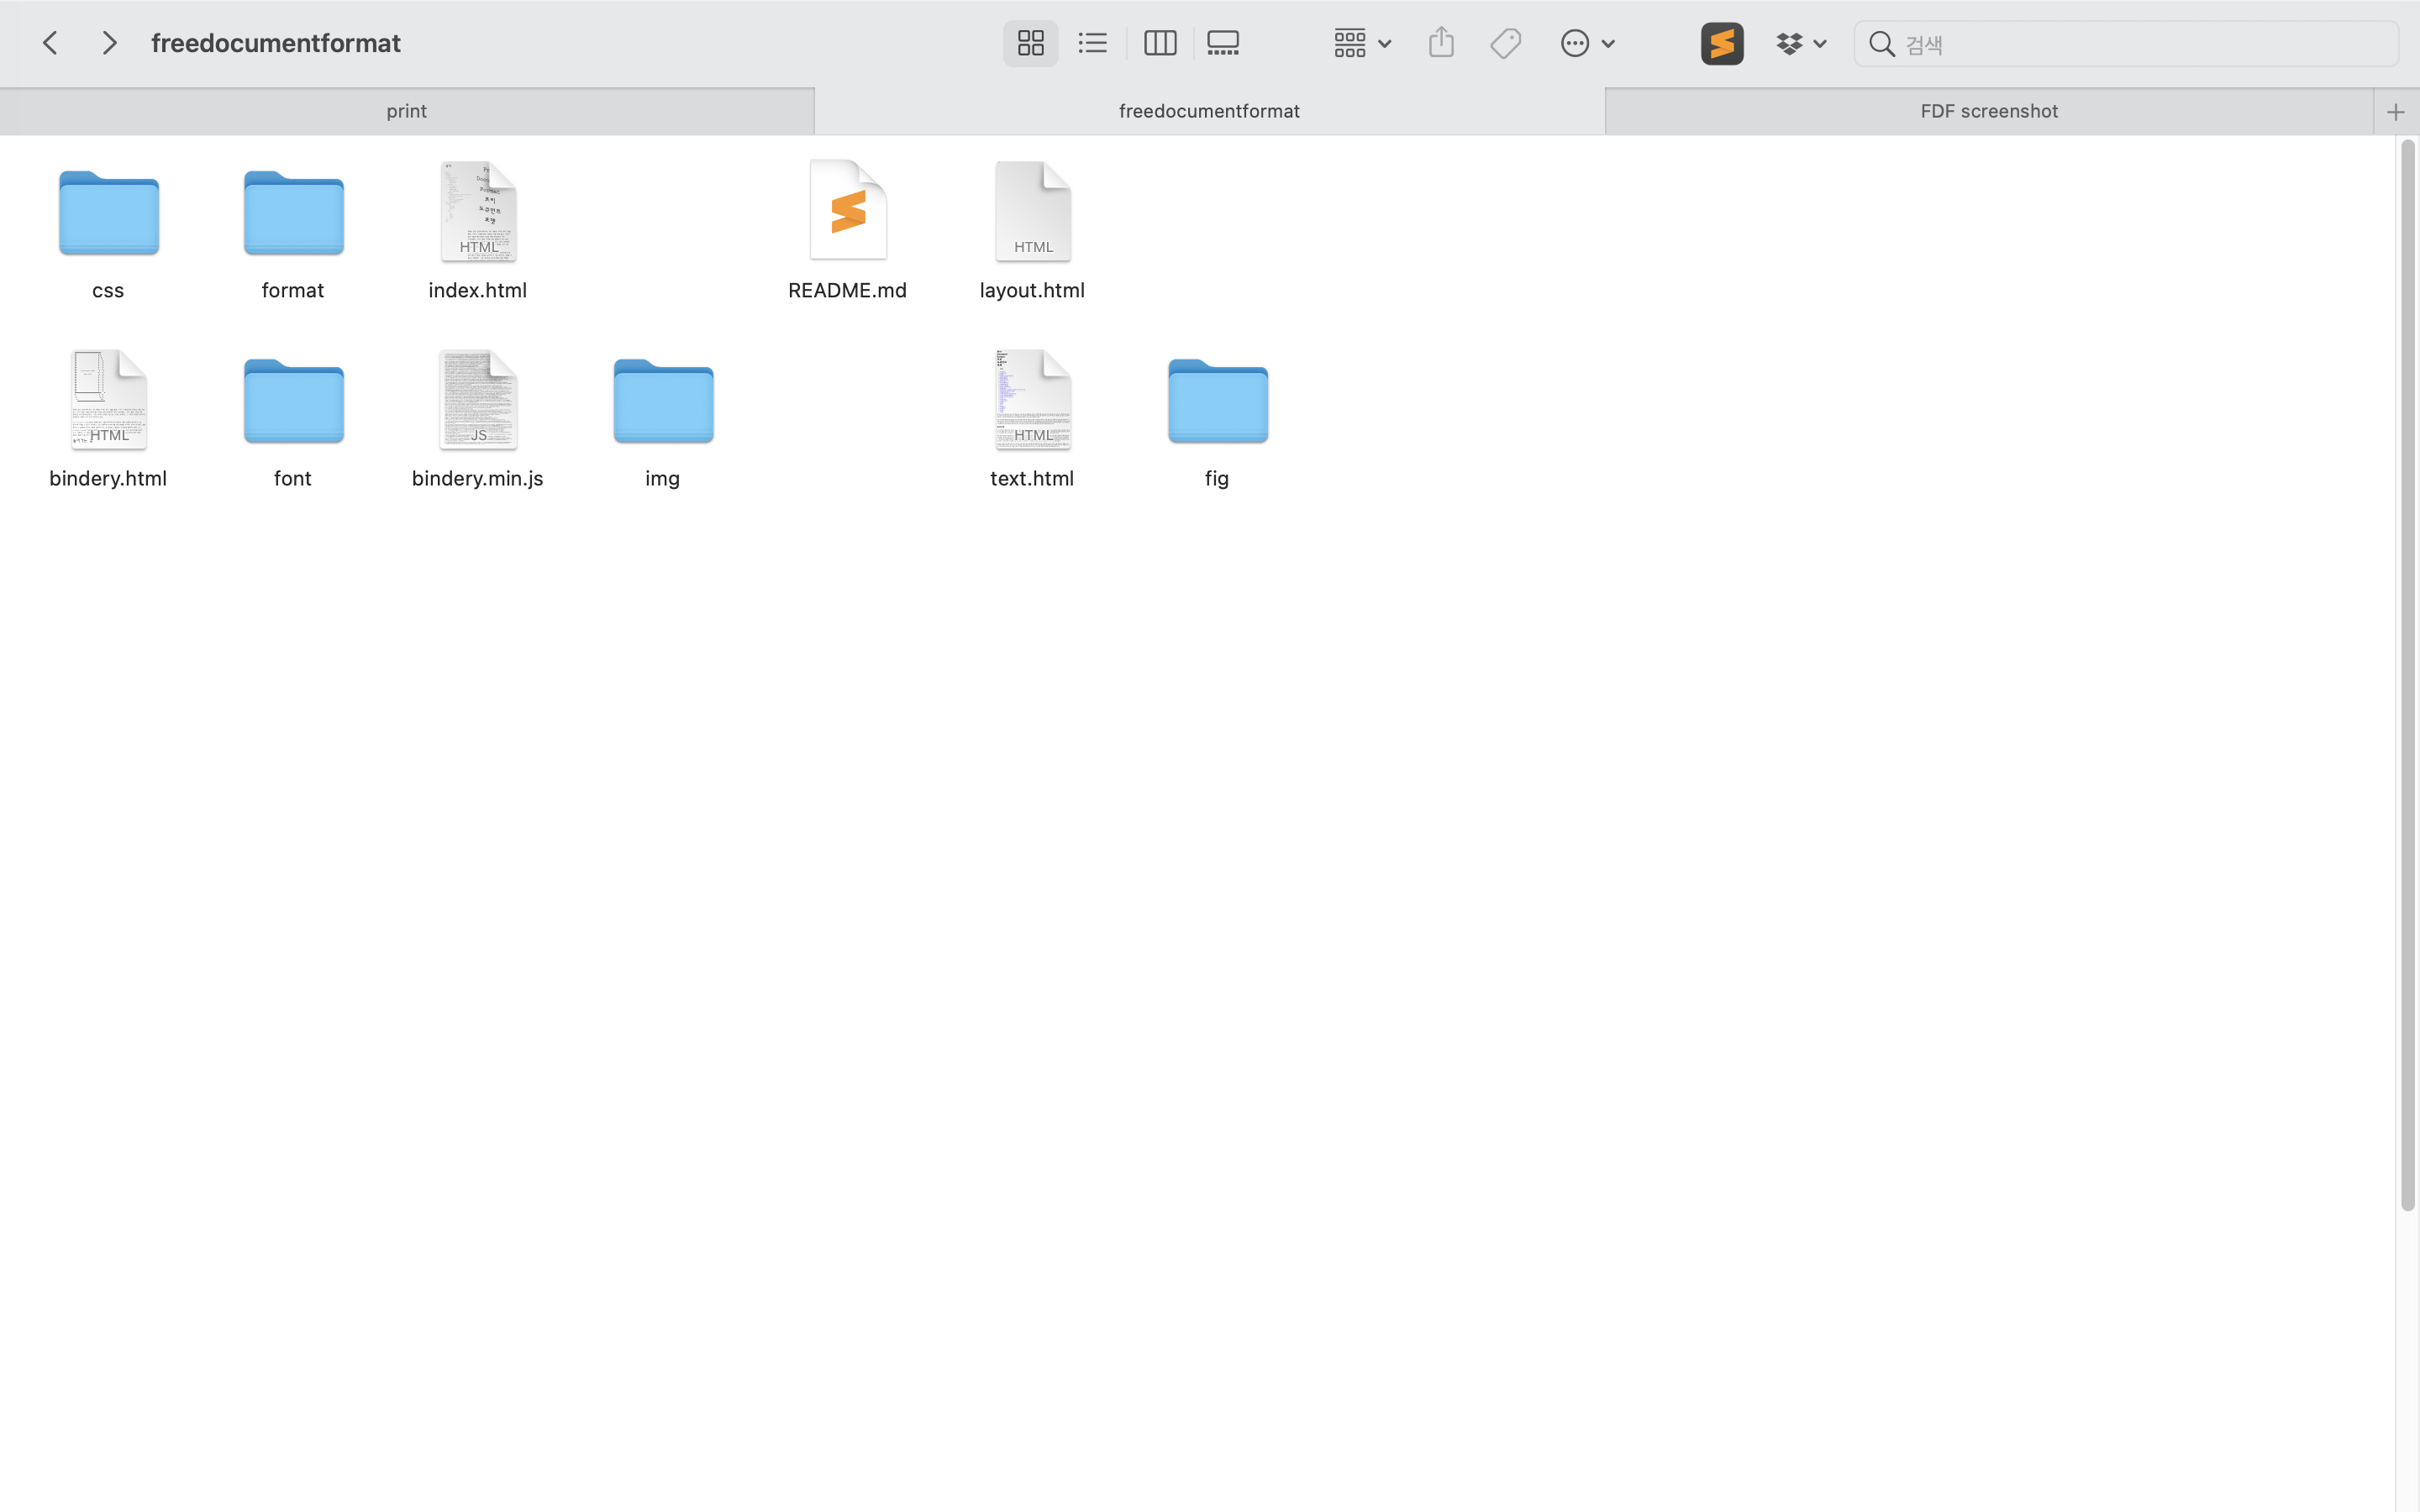 freedocumentformat
검색
print
freedocumentformat
FDF screenshot
HTML
HTML
css
format
index.html
README.md
layout.html
HTML
JS
HTML
bindery.html
font
bindery.min.js
img
text.html
fig